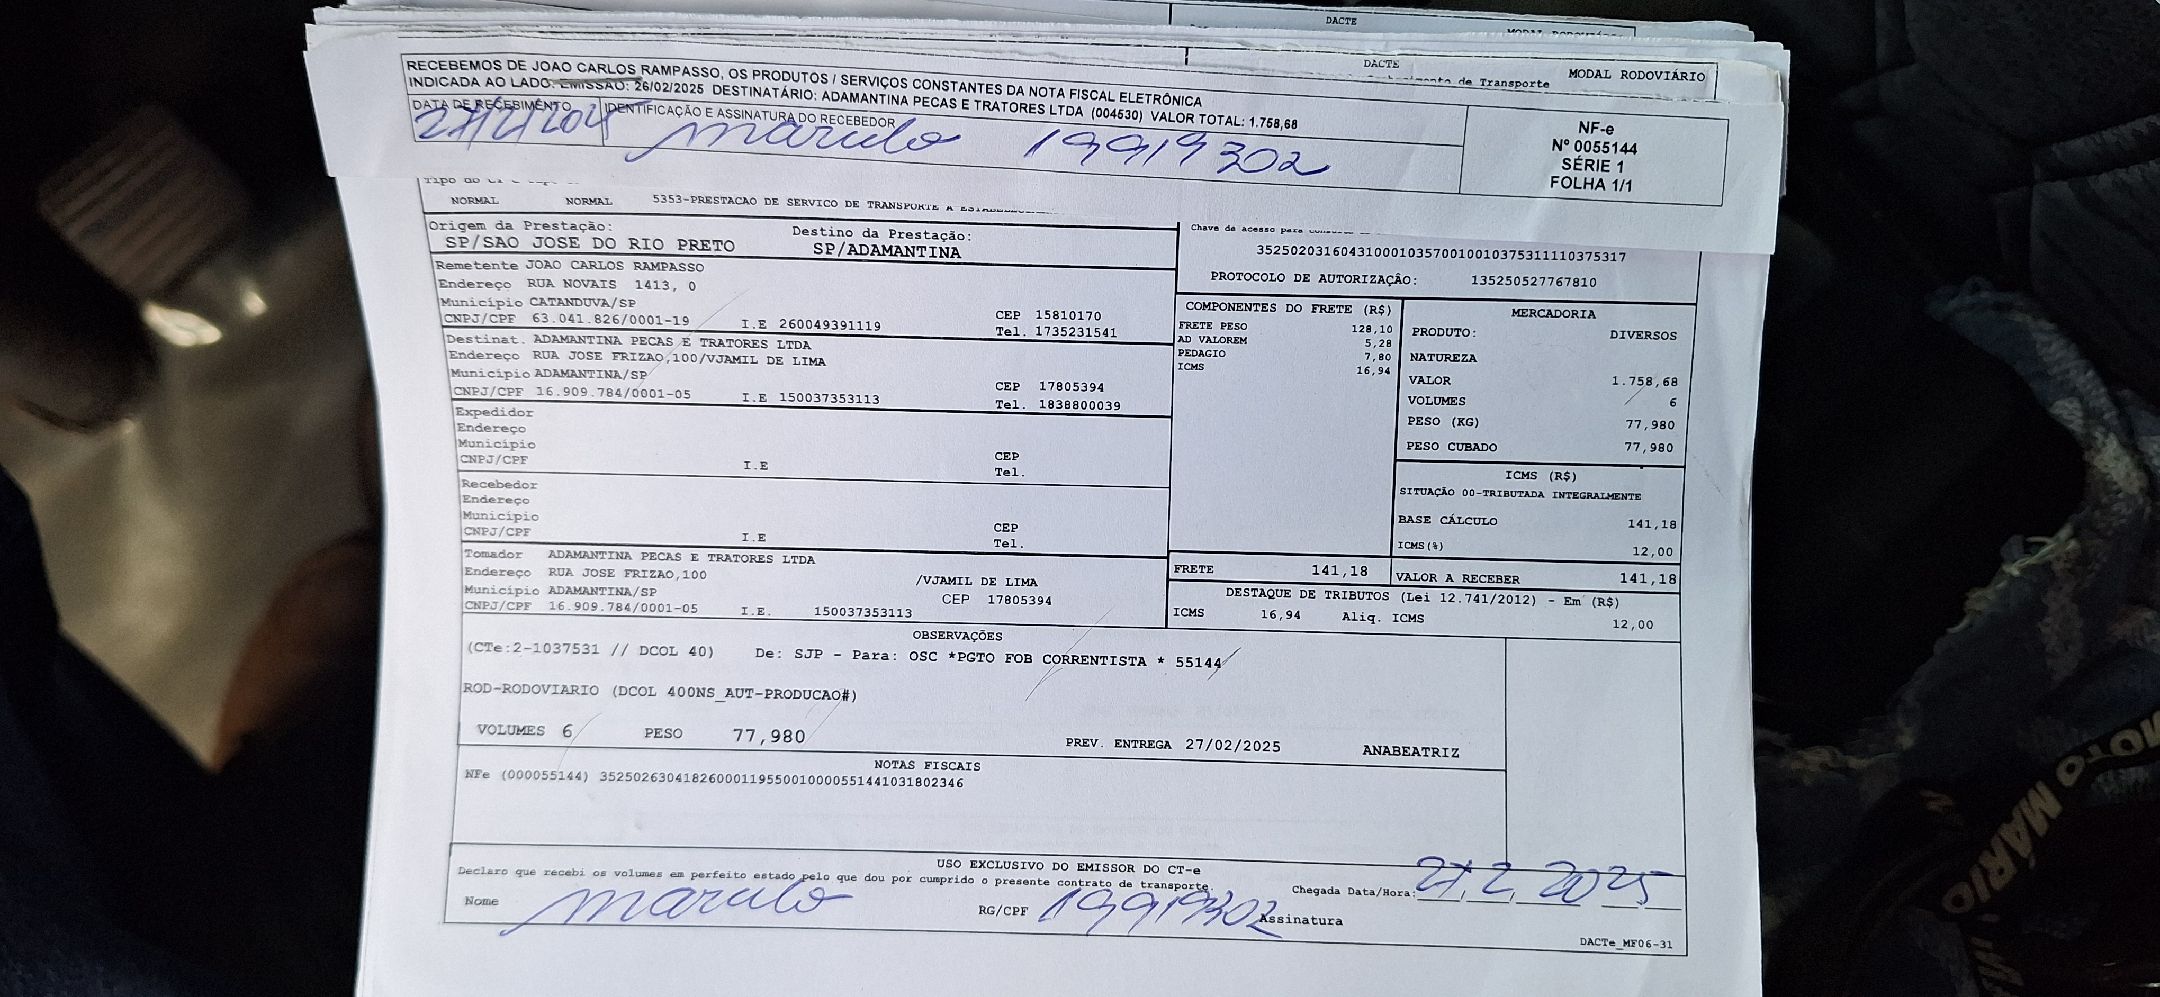 DACTE
DACTE
MODAL RODOVIÁRIO
de Transporte
RECEBEMOS DE JOAO CARLOS RAMPASSO, OS PRODUTOS / SERVIÇOS CONSTANTES DA NOTA FISCAL ELETRÔNICA
INDICADA AO LADO. EMISSÃO: 26/02/2025 DESTINATÁRIO: ADAMANTINA PECAS E TRATORES LTDA (004530) VALOR TOTAL: 1.758,68
DATA DE RECEBIMENTO IDENTIFICAÇÃO E ASSINATURA DO RECEBEDOR
19919302
NF-e
Nº 0055144
SÉRIE 1
FOLHA 1/1
NORMAL NORMAL 5353-PRESTACAO DE SERVICO DE TRANSPORTE A
Origem da Prestação: Destino da Prestação:
SP/SAO JOSE DO RIO PRETO SP/ADAMANTINA
Chave de acesso para
35250203160431000103570010010375311110375317
PROTOCOLO DE AUTORIZAÇÃO: 135250527767810
Remetente JOAO CARLOS RAMPASSO
Endereço RUA NOVAIS 1413, 0
Município CATANDUVA/SP CEP 15810170
CNPJ/CPF 63.041.826/0001-19 I.E 260049391119 Tel. 1735231541
Destinat. ADAMANTINA PECAS E TRATORES LTDA
Endereço RUA JOSE FRIZAO,100/VJAMIL DE LIMA
Município ADAMANTINA/SP CEP 17805394
CNPJ/CPF 16.909.784/0001-05 I.E 150037353113 Tel. 1838800039
Expedidor
Endereço
Município CEP
CNPJ/CPF I.E Tel.
Recebedor
Endereço
Município CEP
CNPJ/CPF I.E Tel.
Tomador ADAMANTINA PECAS E TRATORES LTDA
Endereço RUA JOSE FRIZAO,100 /VJAMIL DE LIMA
Município ADAMANTINA/SP CEP 17805394
CNPJ/CPF 16.909.784/0001-05 I.E. 150037353113
COMPONENTES DO FRETE (R$)
FRETE PESO 128,10
AD VALOREM 5,28
PEDAGIO 7,80
ICMS 16,94
MERCADORIA
PRODUTO: DIVERSOS
NATUREZA
VALOR 1.758,68
VOLUMES 6
PESO (KG) 77,980
PESO CUBADO 77,980
ICMS (R$)
SITUAÇÃO 00-TRIBUTADA INTEGRALMENTE
BASE CÁLCULO 141,18
ICMS(%) 12,00
FRETE 141,18 VALOR A RECEBER 141,18
DESTAQUE DE TRIBUTOS (Lei 12.741/2012) - Em (R$)
ICMS 16,94 Aliq. ICMS 12,00
OBSERVAÇÕES
(CTe:2-1037531 // DCOL 40) De: SJP - Para: OSC *PGTO FOB CORRENTISTA * 55144
ROD-RODOVIARIO (DCOL 400NS_AUT-PRODUCAO#)
VOLUMES 6 PESO 77,980 PREV. ENTREGA 27/02/2025 ANABEATRIZ
NOTAS FISCAIS
NFe (000055144) 35250263041826000119550010000551441031802346
USO EXCLUSIVO DO EMISSOR DO CT-e
Declaro que recebi os volumes em perfeito estado pelo que dou por cumprido o presente contrato de transporte. Chegada Data/Hora: 27, 2, 2025
Nome RG/CPF 19919302 Assinatura
DACTe_MF06-31
MOTO MÁRIO